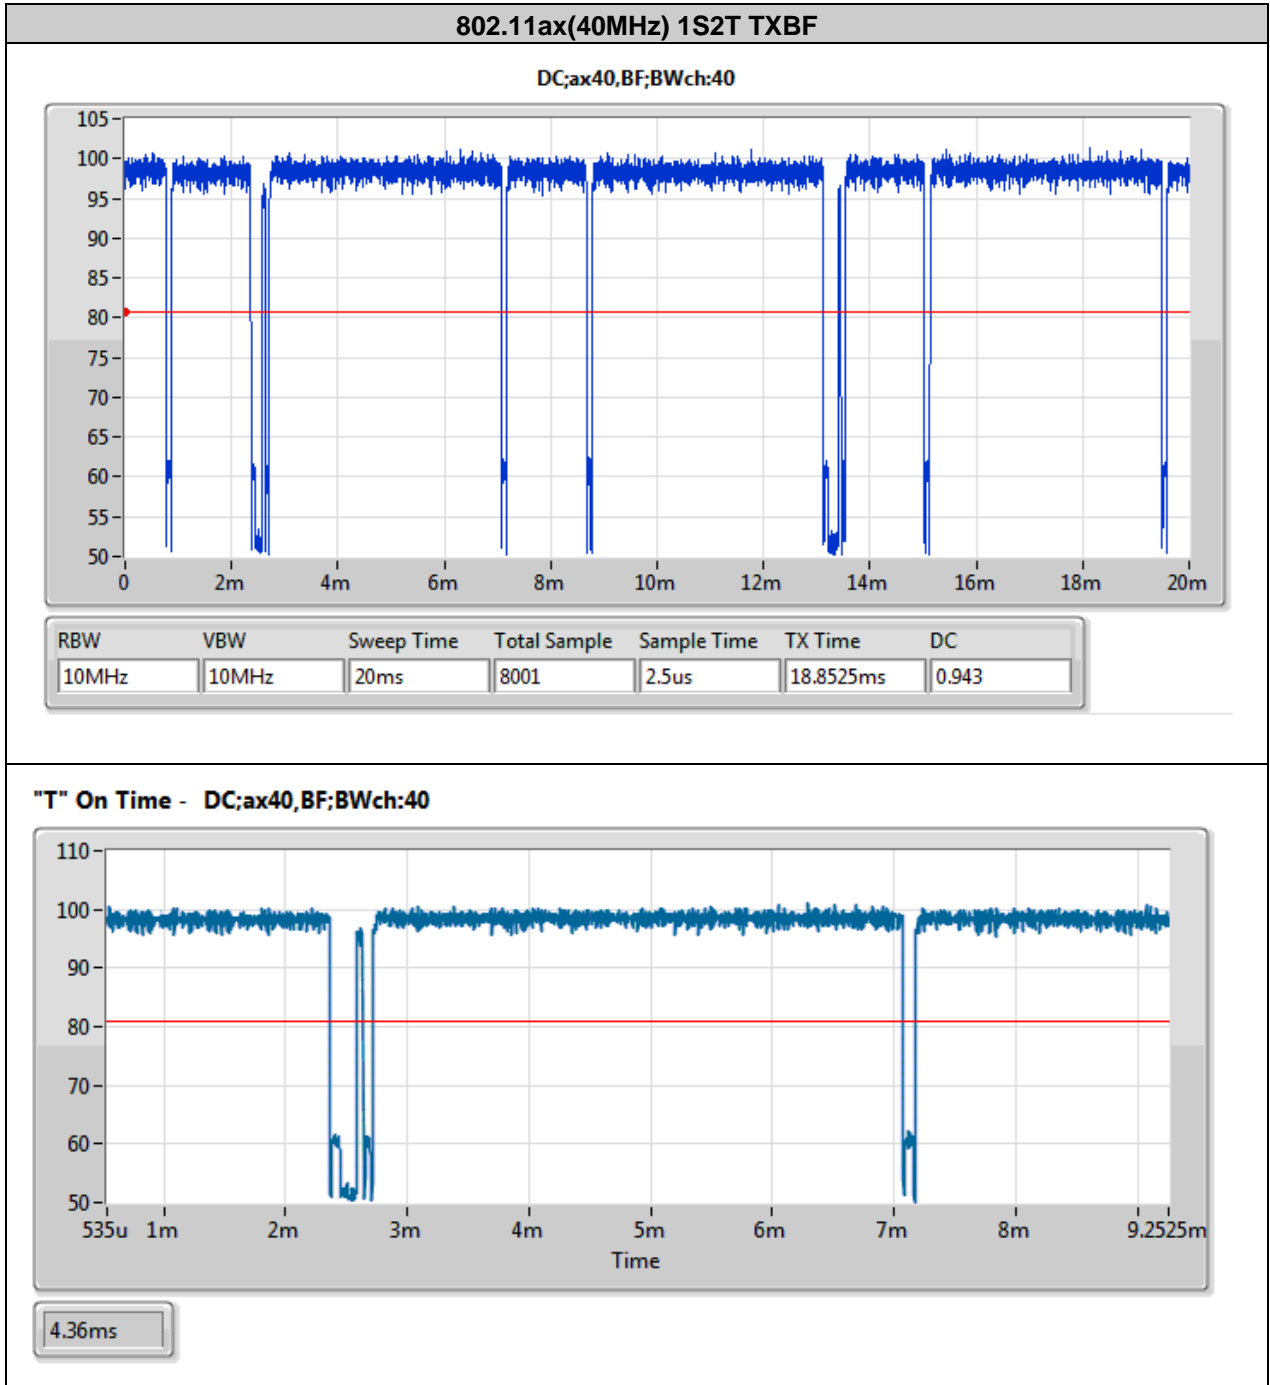 802.11ax(40MHz) 1S2T TXBF
DC;ax40,BF;BWch:40
105
100
95
90
85
80
75
70
65
60
55
50
0 2m 4m 6m 8m 10m 12m 14m 16m 18m 20m
RBW VBW Sweep Time Total Sample Sample Time TX Time DC
10MHz 10MHz 20ms 8001 2.5us 18.8525ms 0.943
"T" On Time - DC;ax40,BF;BWch:40
110
100
90
80
70
60
50
535u 1m 2m 3m 4m 5m 6m 7m 8m 9.2525m
Time
4.36ms